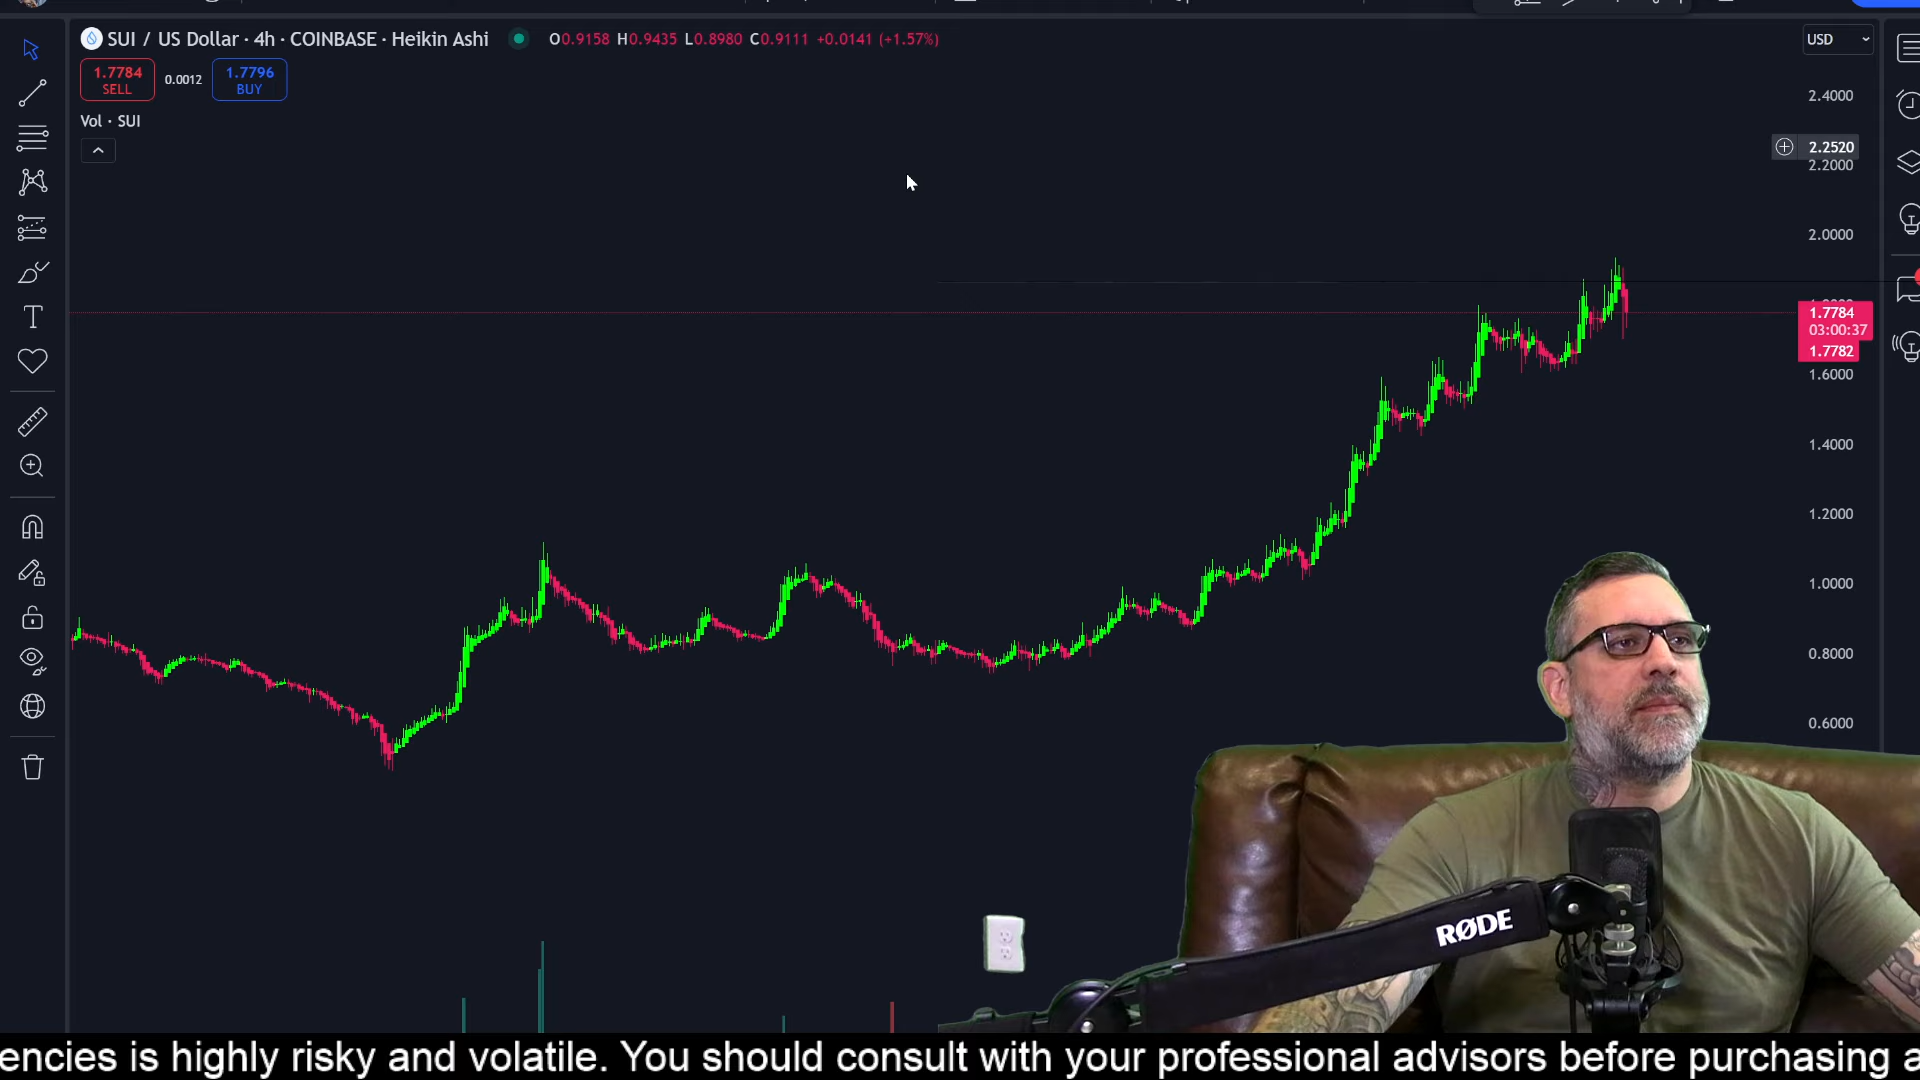 SUI / US Dollar · 4h · COINBASE · Heikin Ashi O0.9158 H0.9435 L0.8980 C0.9111 +0.0141 (+1.57%)
USD
1.7784
SELL
0.0012
1.7796
BUY
Vol · SUI
2.4000
2.2520
2.2000
2.0000
1.7784
03:00:37
1.7782
1.6000
1.4000
1.2000
1.0000
0.8000
0.6000
RØDE
encies is highly risky and volatile. You should consult with your professional advisors before purchasing a